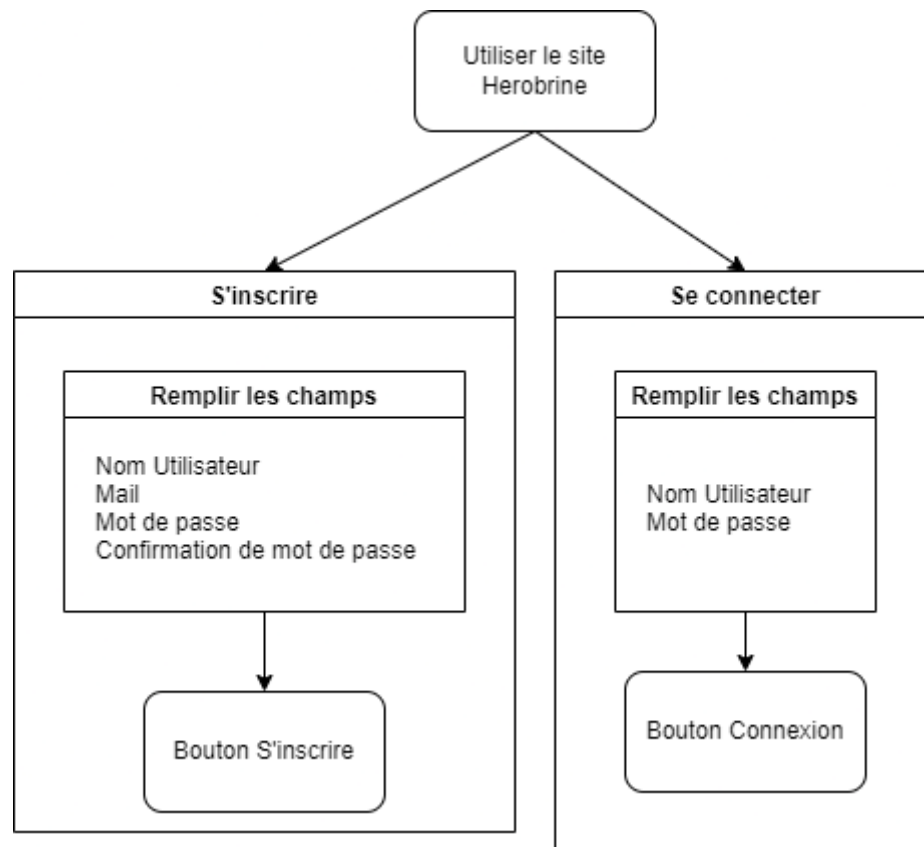 Utiliser le site
Herobrine
S'inscrire
Remplir les champs
Nom Utilisateur
Mail
Mot de passe
Confirmation de mot de passe
Bouton S'inscrire
Se connecter
Remplir les champs
Nom Utilisateur
Mot de passe
Bouton Connexion